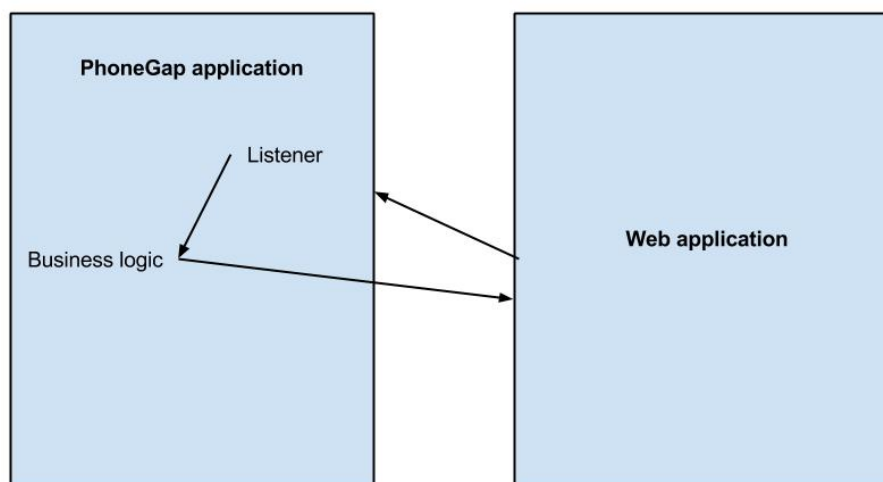 PhoneGap application
Listener
Business logic
Web application